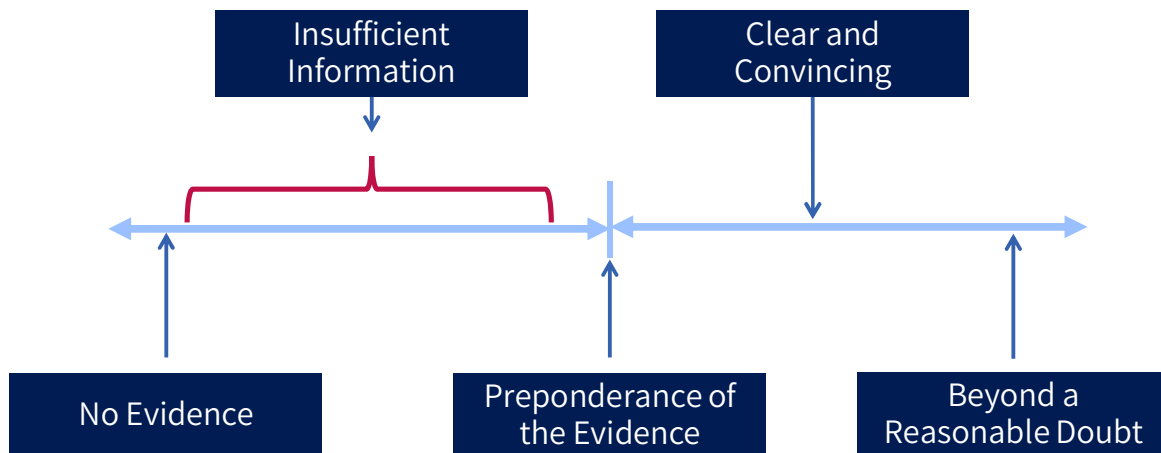 Insufficient
Information
Clear and
Convincing
No Evidence
Preponderance of
the Evidence
Beyond a
Reasonable Doubt